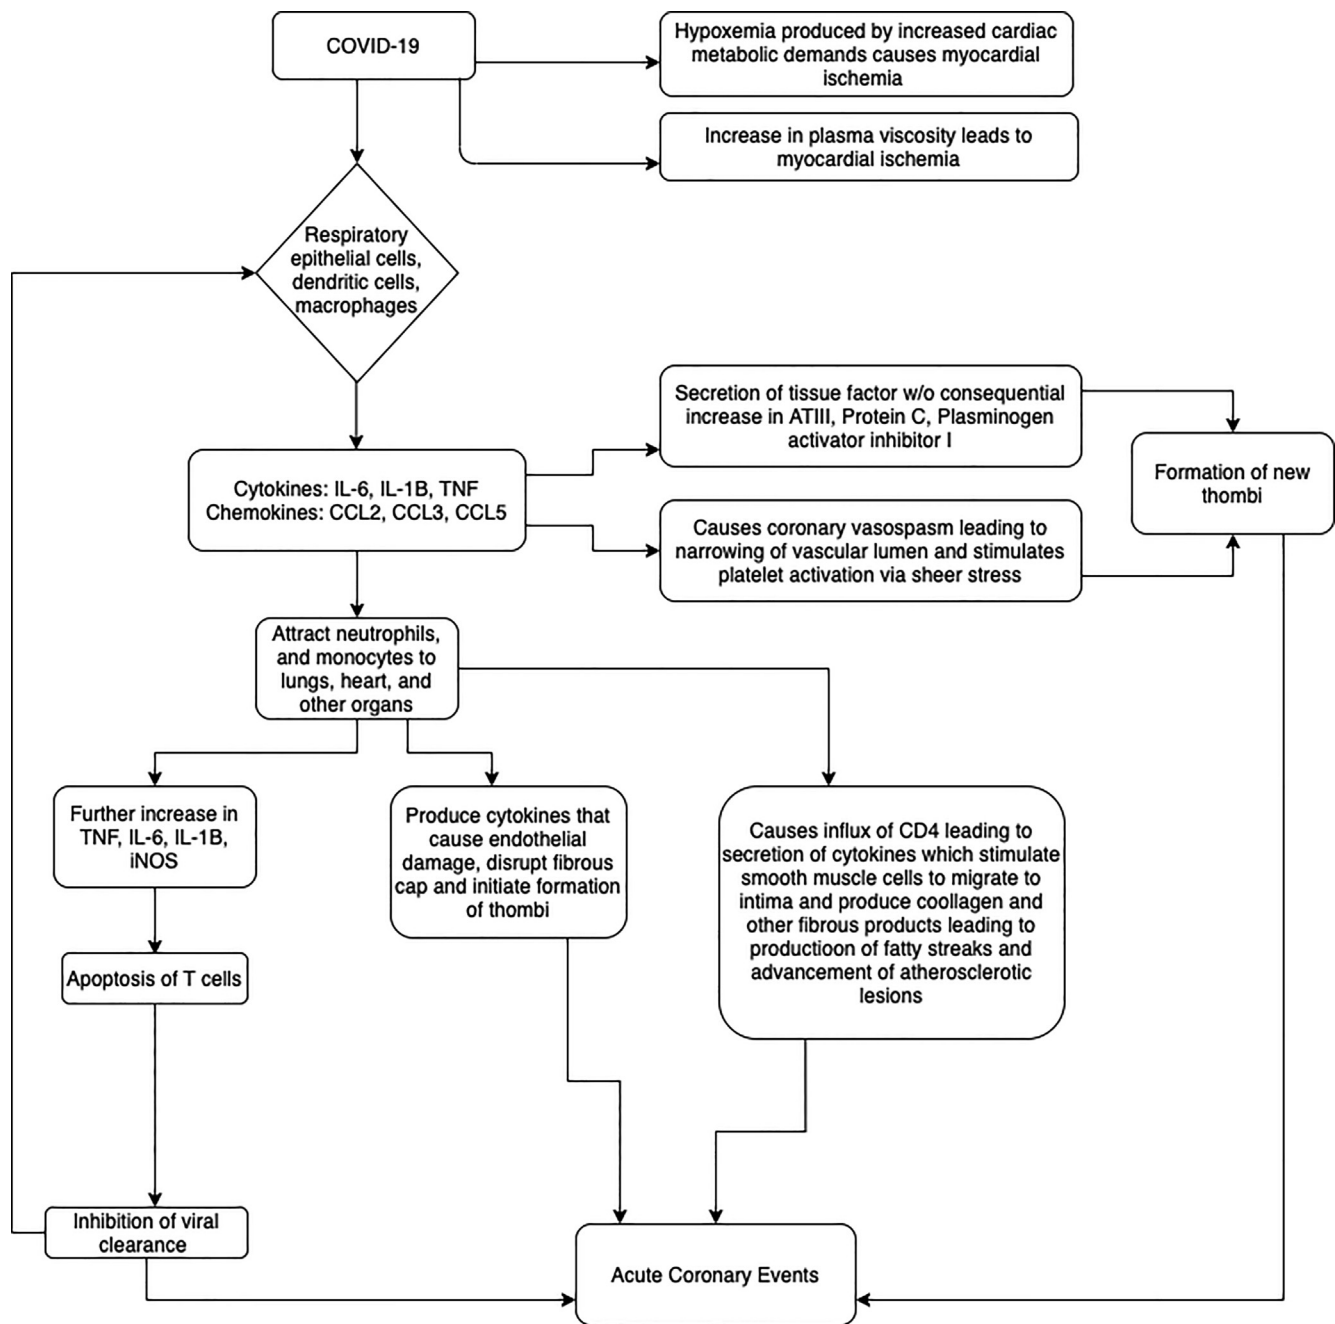 COVID-19
Hypoxemia produced by increased cardiac
metabolic demands causes myocardial
ischemia
Increase in plasma viscosity leads to
myocardial ischemia
Respiratory
epithelial cells,
dendritic cells,
macrophages
Secretion of tissue factor w/o consequential
increase in ATIII, Protein C, Plasminogen
activator inhibitor I
Formation of new
thombi
Cytokines: IL-6, IL-1B, TNF
Chemokines: CCL2, CCL3, CCL5
Causes coronary vasospasm leading to
narrowing of vascular lumen and stimulates
platelet activation via sheer stress
Attract neutrophils,
and monocytes to
lungs, heart, and
other organs
Further increase in
TNF, IL-6, IL-1B,
iNOS
Produce cytokines that
cause endothelial
damage, disrupt fibrous
cap and initiate formation
of thombi
Causes influx of CD4 leading to
secretion of cytokines which stimulate
smooth muscle cells to migrate to
intima and produce coollagen and
other fibrous products leading to
productioon of fatty streaks and
advancement of atherosclerotic
lesions
Apoptosis of T cells
Inhibition of viral
clearance
Acute Coronary Events